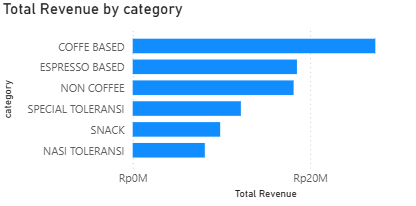 Total Revenue by category
category
COFFE BASED
ESPRESSO BASED
NON COFFEE
SPECIAL TOLERANSI
SNACK
NASI TOLERANSI
Rp0M Rp20M
Total Revenue